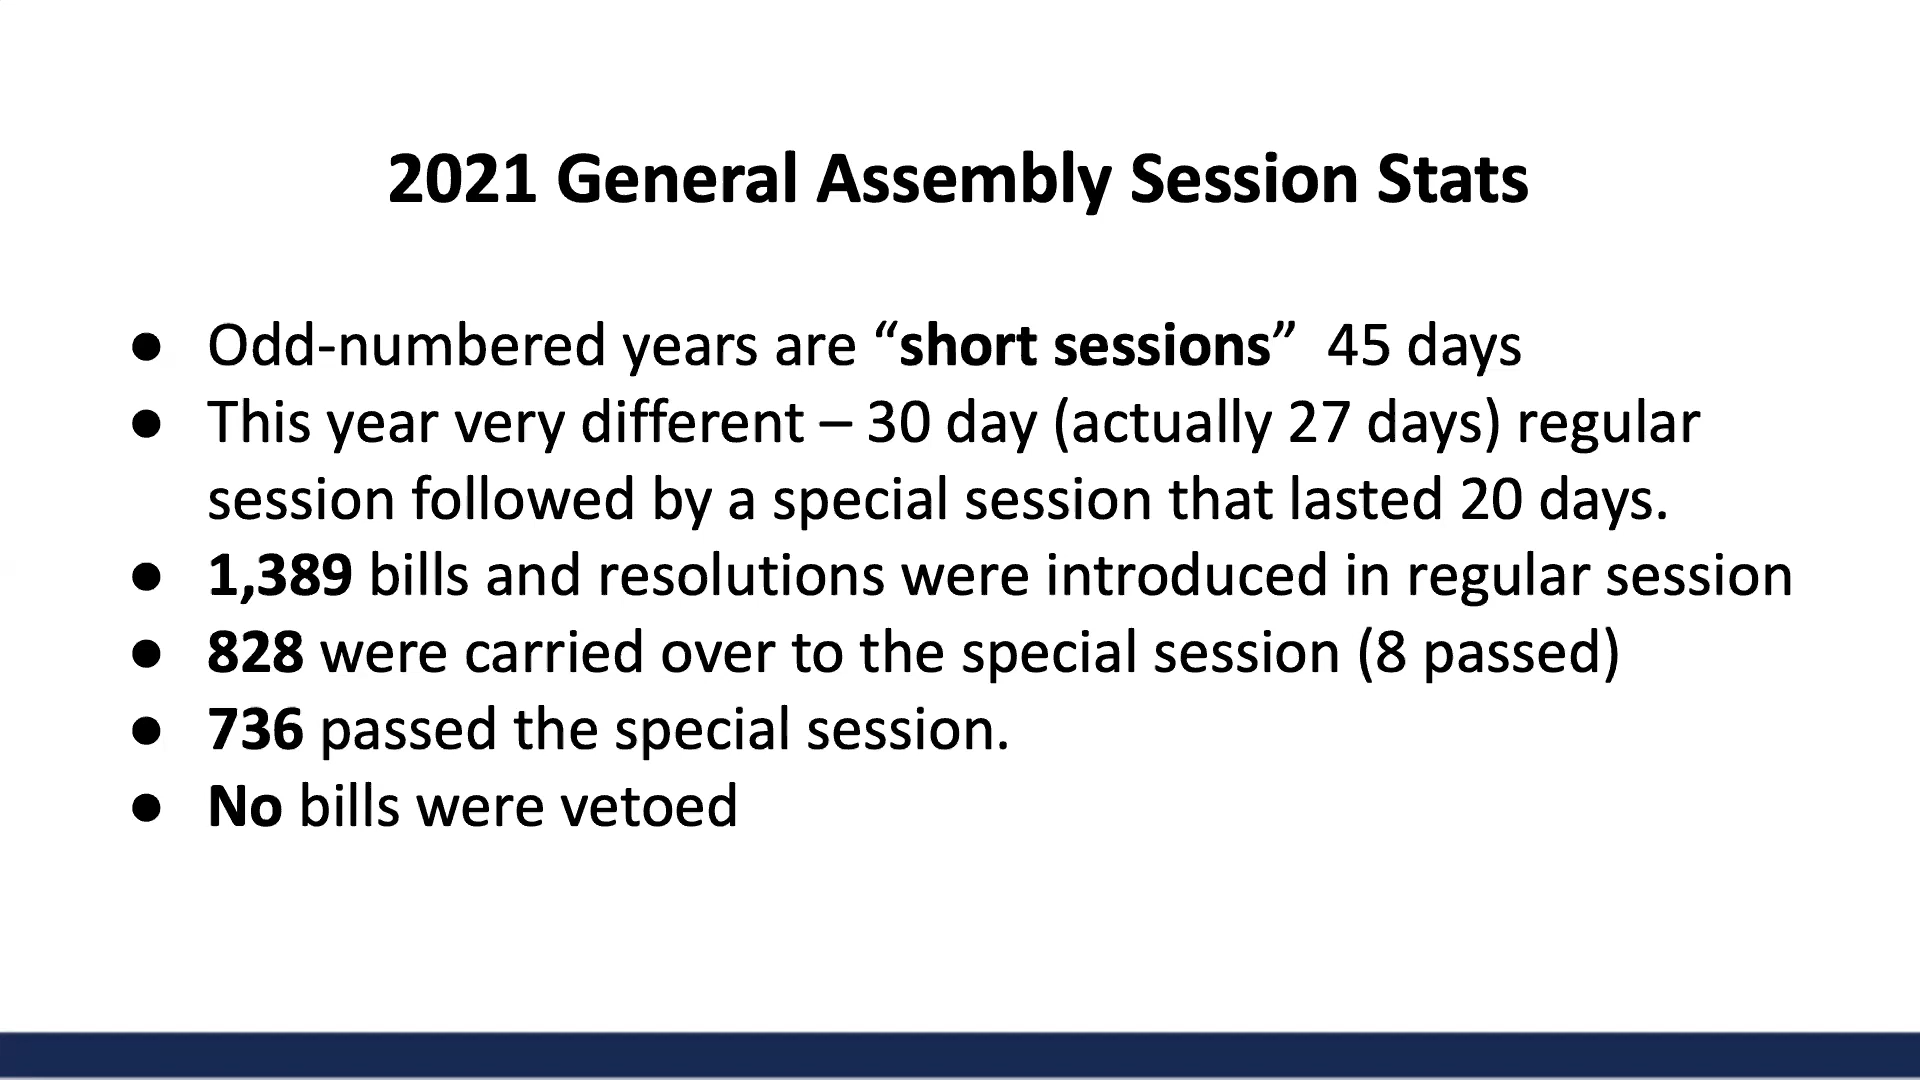 2021 General Assembly Session Stats
● Odd-numbered years are “short sessions”  45 days
● This year very different – 30 day (actually 27 days) regular
session followed by a special session that lasted 20 days.
● 1,389 bills and resolutions were introduced in regular session
● 828 were carried over to the special session (8 passed)
● 736 passed the special session.
● No bills were vetoed